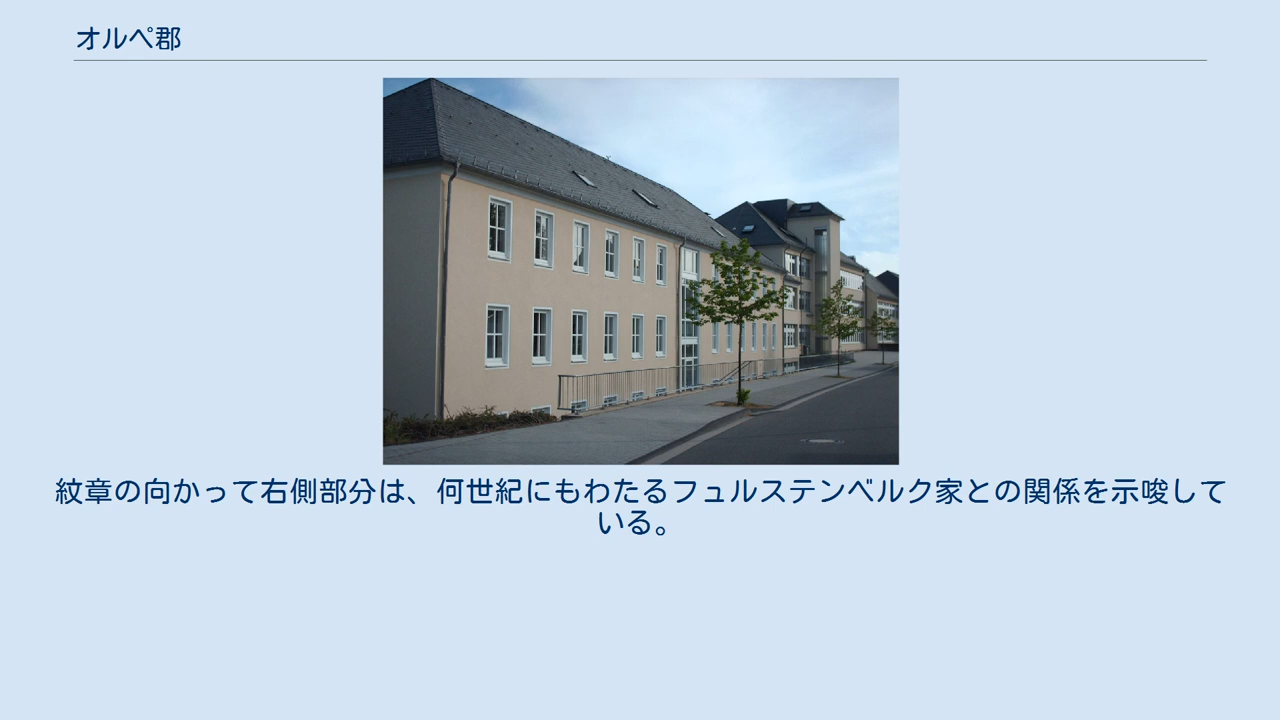 オルペ郡
紋章の向かって右側部分は、何世紀にもわたるフュルステンベルク家との関係を示唆して
いる。